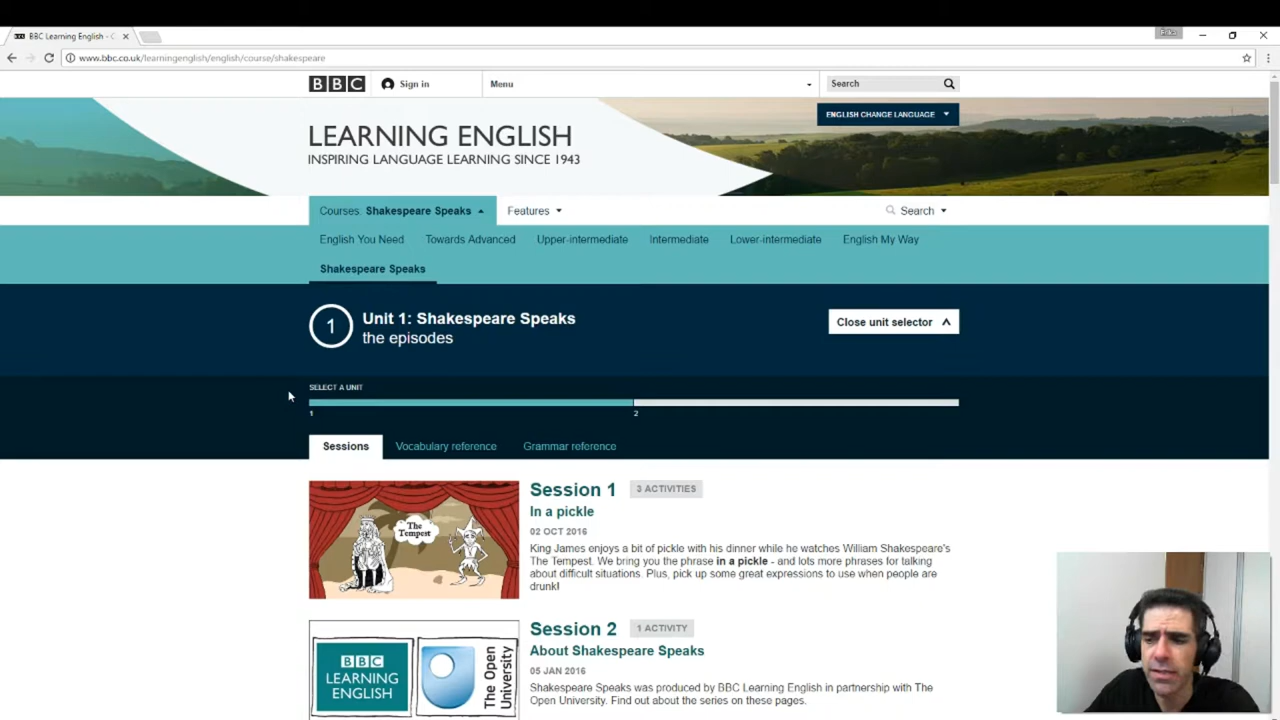 BBC Learning English - C
www.bbc.co.uk/learningenglish/english/course/shakespeare
BBC
Sign in
Menu
Search
ENGLISH CHANGE LANGUAGE
LEARNING ENGLISH
INSPIRING LANGUAGE LEARNING SINCE 1943
Courses: Shakespeare Speaks
Features
Search
English You Need
Towards Advanced
Upper-intermediate
Intermediate
Lower-intermediate
English My Way
Shakespeare Speaks
1
Unit 1: Shakespeare Speaks
the episodes
Close unit selector
SELECT A UNIT
1
2
Sessions
Vocabulary reference
Grammar reference
The
Tempest
Session 1
3 ACTIVITIES
In a pickle
02 OCT 2016
King James enjoys a bit of pickle with his dinner while he watches William Shakespeare's
The Tempest. We bring you the phrase in a pickle - and lots more phrases for talking
about difficult situations. Plus, pick up some great expressions to use when people are
drunk!
BBC
LEARNING
ENGLISH
The Open
University
Session 2
1 ACTIVITY
About Shakespeare Speaks
05 JAN 2016
Shakespeare Speaks was produced by BBC Learning English in partnership with The
Open University. Find out about the series on these pages.